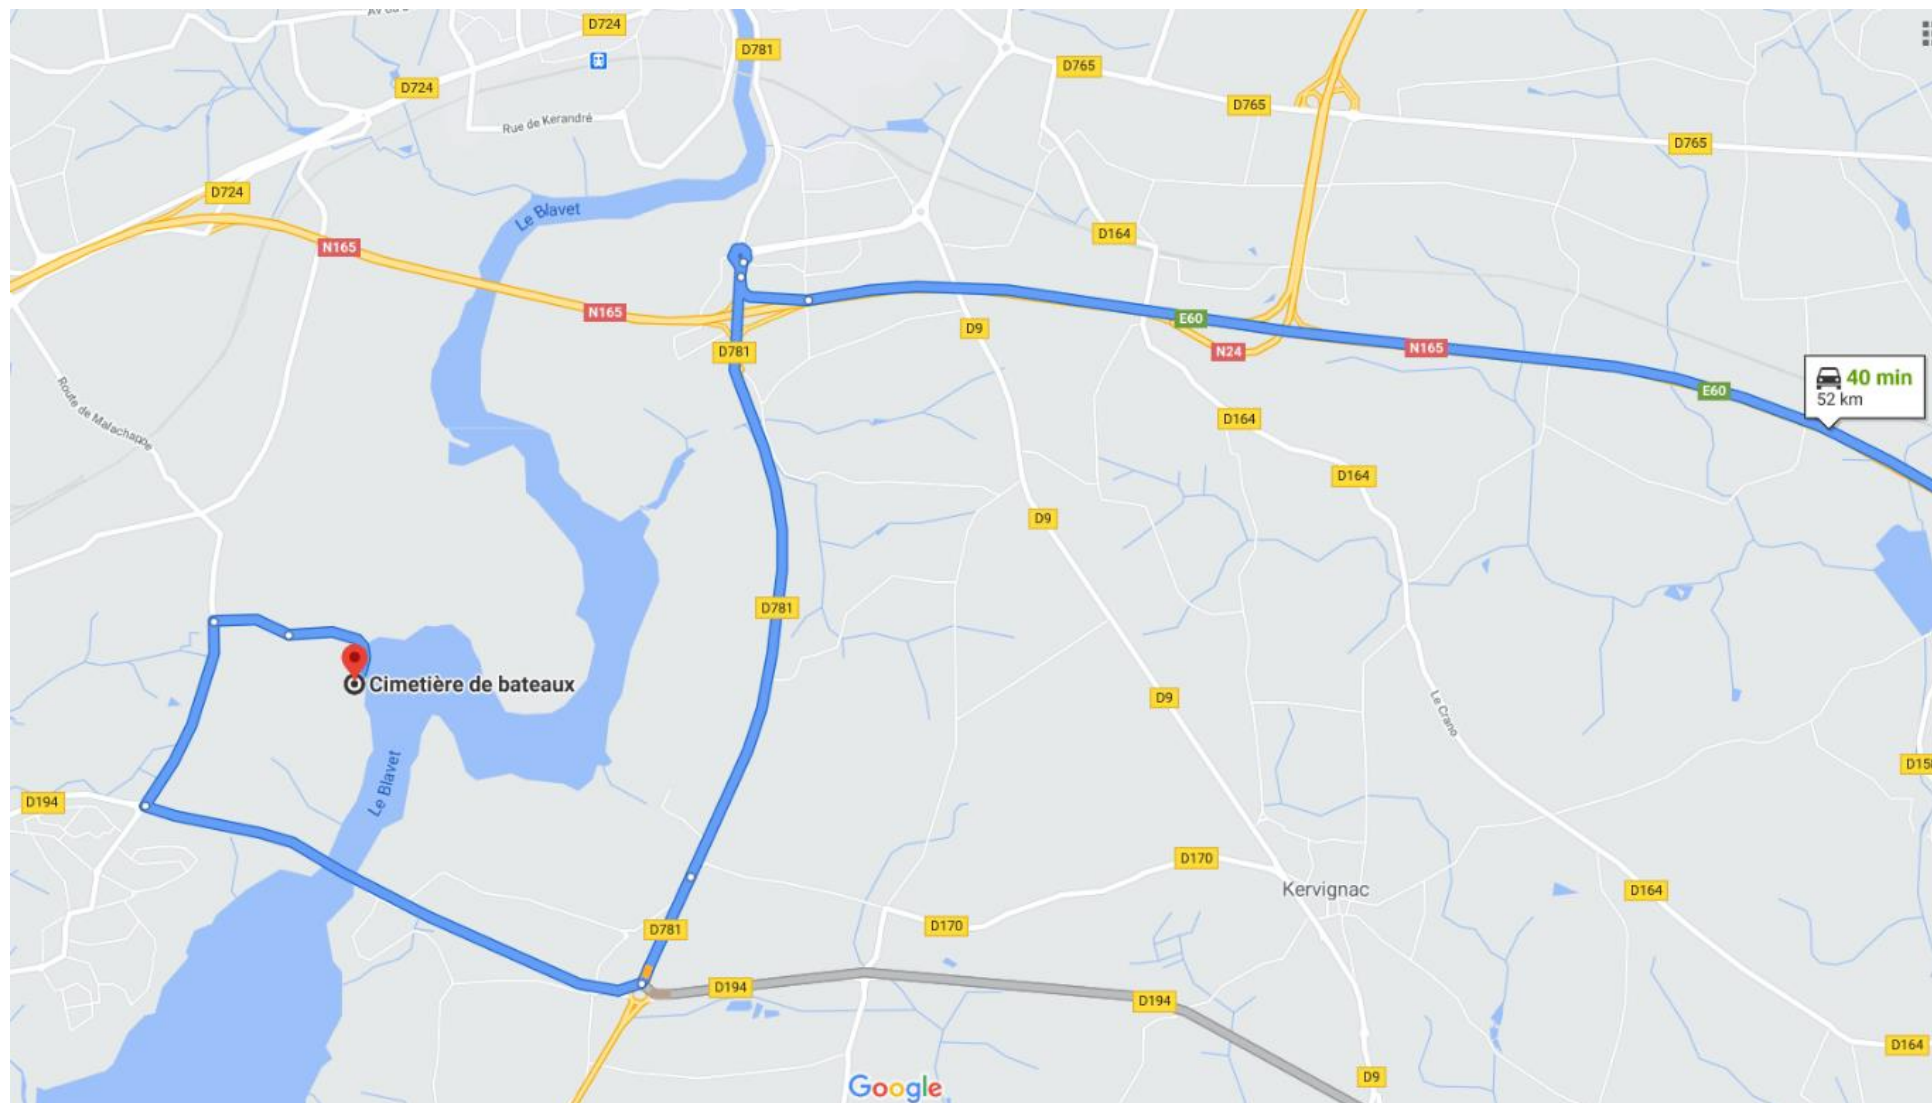 D724
D781
D724
D765
D765
Rue de Kerandré
D765
D724
Le Blavet
D164
N165
N165
E60
D9
N24
N165
D781
40 min
52 km
E60
Route de Malachappe
D164
D164
D9
D781
Cimetière de bateaux
D9
Le Crano
Le Blavet
D194
D170
Kervignac
D164
D781
D170
D194
D194
D164
D9
Google